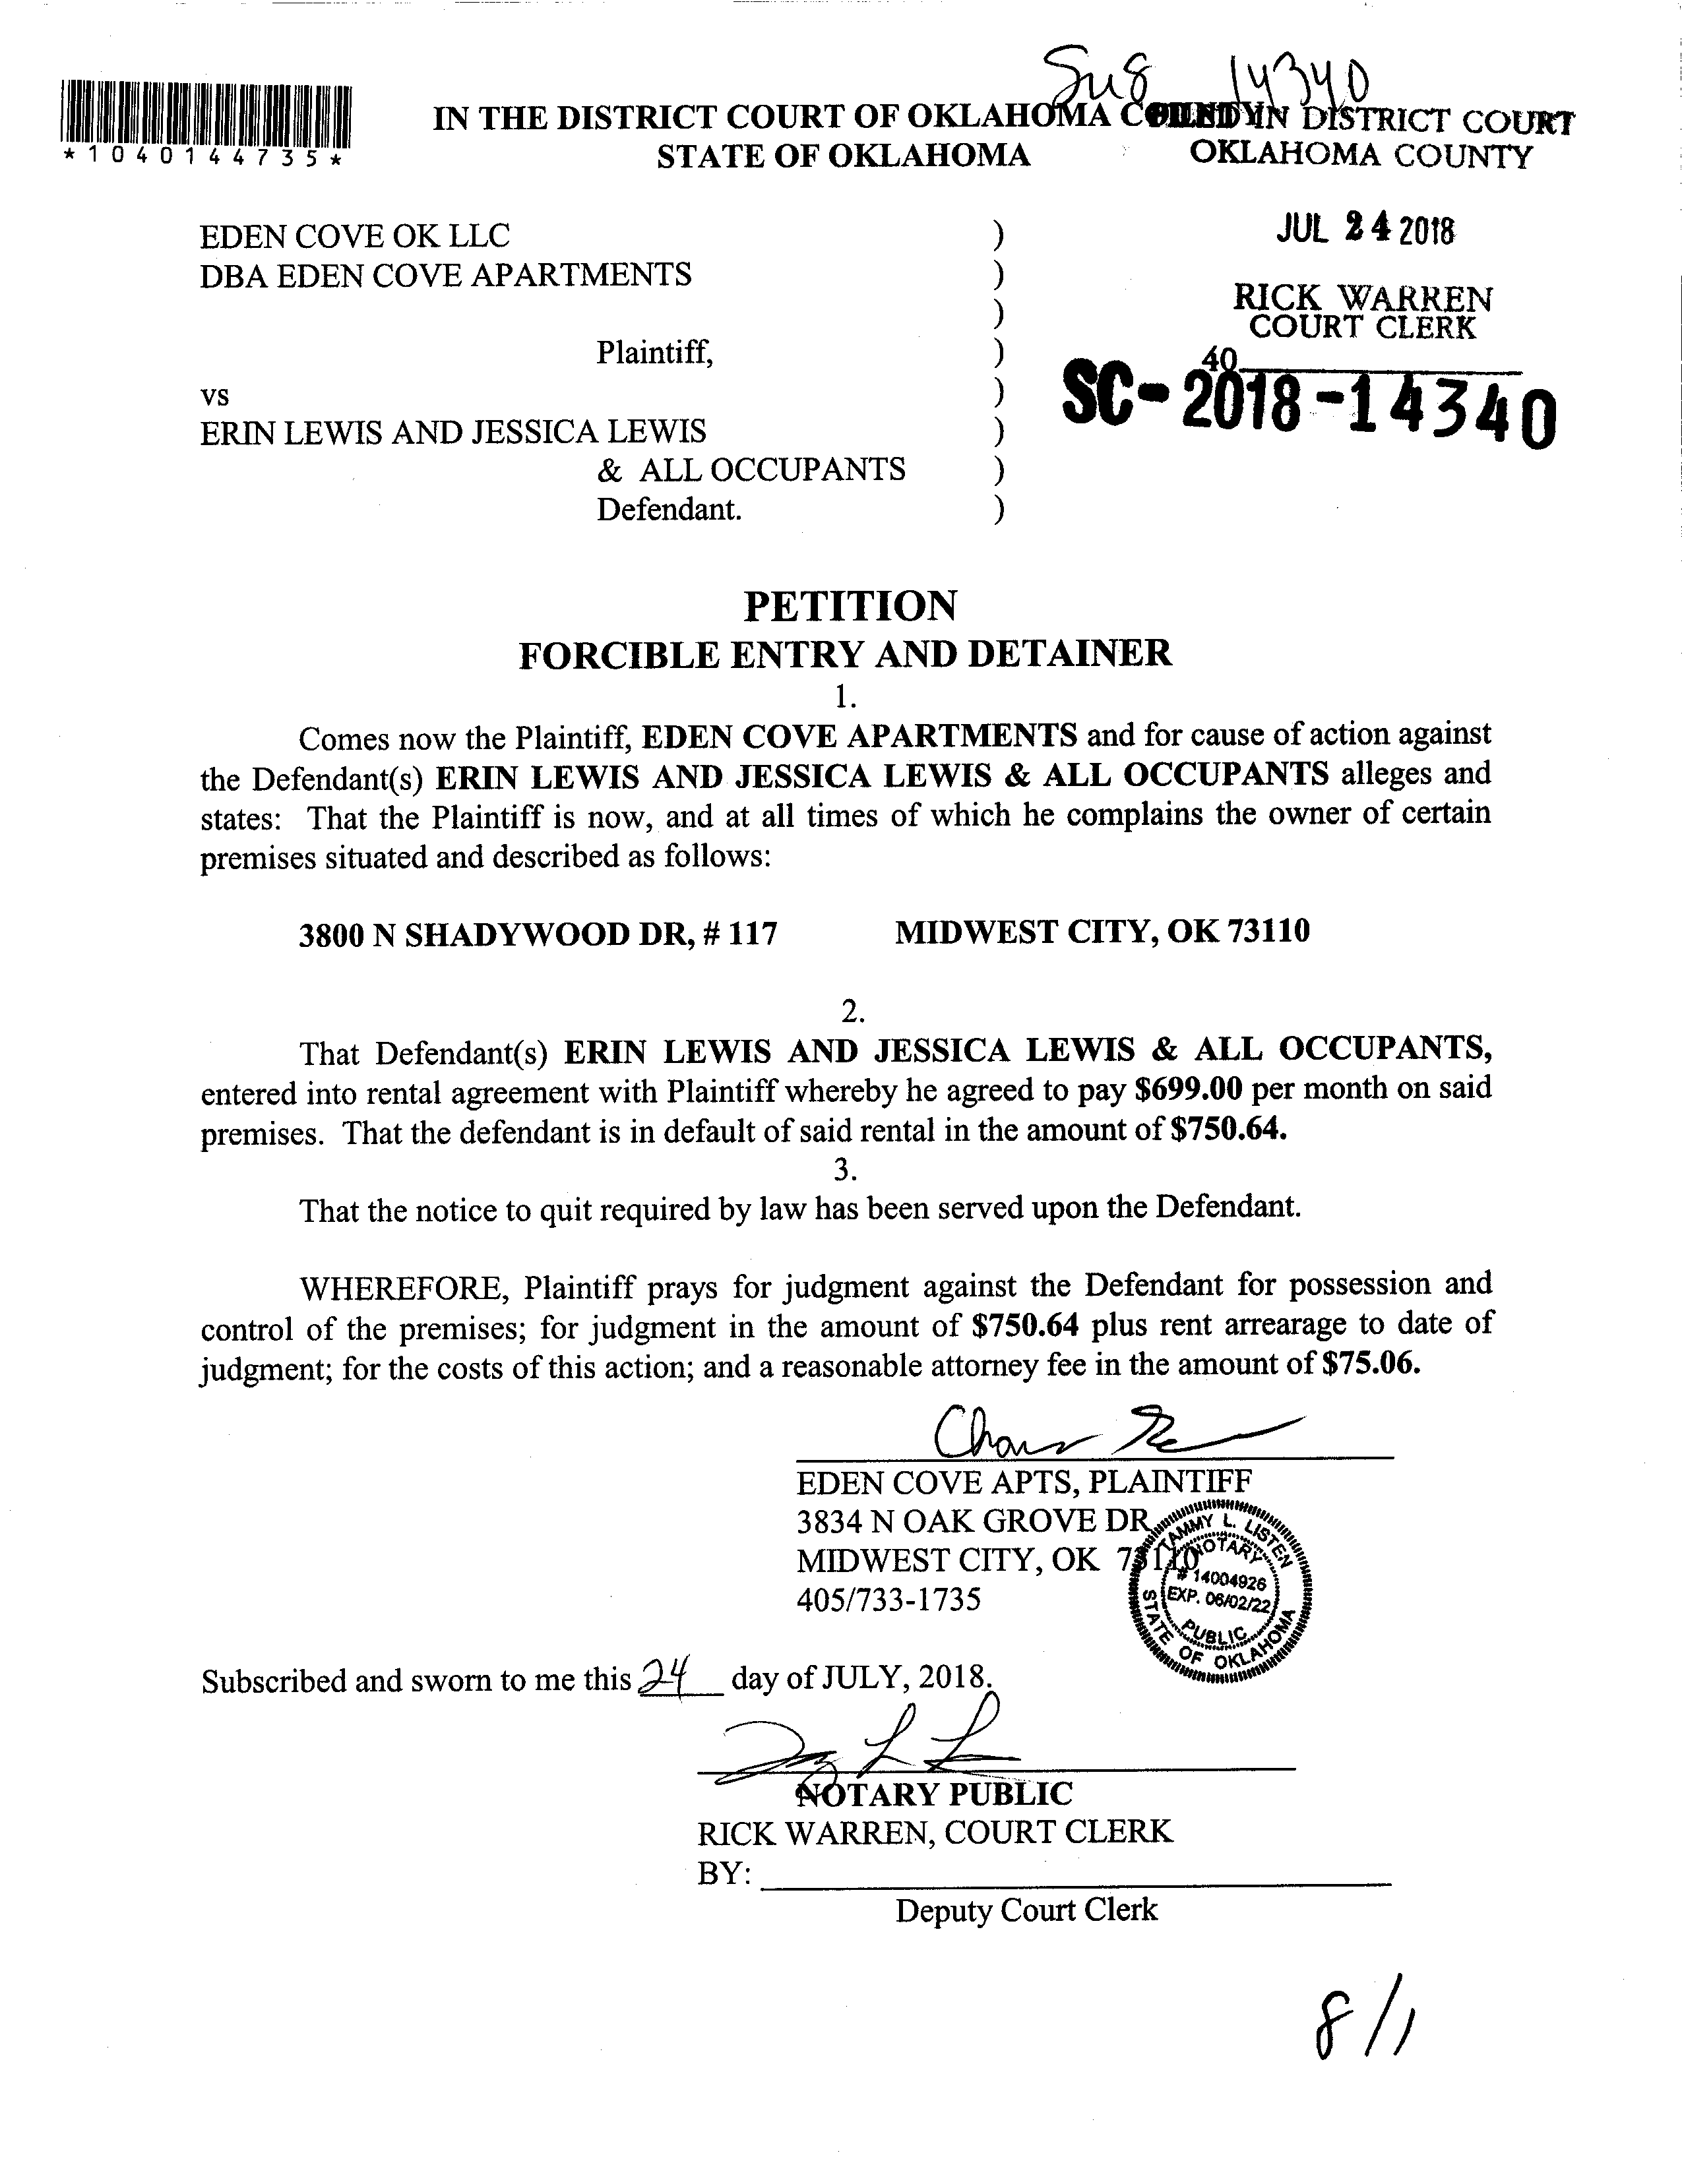 Su8 14340
*1040144735*
IN THE DISTRICT COURT OF OKLAHOMA
FILED IN DISTRICT COURT
STATE OF OKLAHOMA
OKLAHOMA COUNTY
JUL 24 2018
RICK WARREN
COURT CLERK
40
SC-2018-14340
EDEN COVE OK LLC )
DBA EDEN COVE APARTMENTS )
)
Plaintiff, )
vs )
ERIN LEWIS AND JESSICA LEWIS )
& ALL OCCUPANTS )
Defendant. )
PETITION
FORCIBLE ENTRY AND DETAINER
1.
Comes now the Plaintiff, EDEN COVE APARTMENTS and for cause of action against
the Defendant(s) ERIN LEWIS AND JESSICA LEWIS & ALL OCCUPANTS alleges and
states: That the Plaintiff is now, and at all times of which he complains the owner of certain
premises situated and described as follows:
3800 N SHADYWOOD DR, # 117 MIDWEST CITY, OK 73110
2.
That Defendant(s) ERIN LEWIS AND JESSICA LEWIS & ALL OCCUPANTS,
entered into rental agreement with Plaintiff whereby he agreed to pay $699.00 per month on said
premises. That the defendant is in default of said rental in the amount of $750.64.
3.
That the notice to quit required by law has been served upon the Defendant.
WHEREFORE, Plaintiff prays for judgment against the Defendant for possession and
control of the premises; for judgment in the amount of $750.64 plus rent arrearage to date of
judgment; for the costs of this action; and a reasonable attorney fee in the amount of $75.06.
EDEN COVE APTS, PLAINTIFF
3834 N OAK GROVE DR
MIDWEST CITY, OK 73110
405/733-1735
TAMMY L. LISTEN
NOTARY
# 14004926
EXP. 06/02/22
PUBLIC
STATE OF OKLAHOMA
Subscribed and sworn to me this 24 day of JULY, 2018.
NOTARY PUBLIC
RICK WARREN, COURT CLERK
BY:
Deputy Court Clerk
8/1